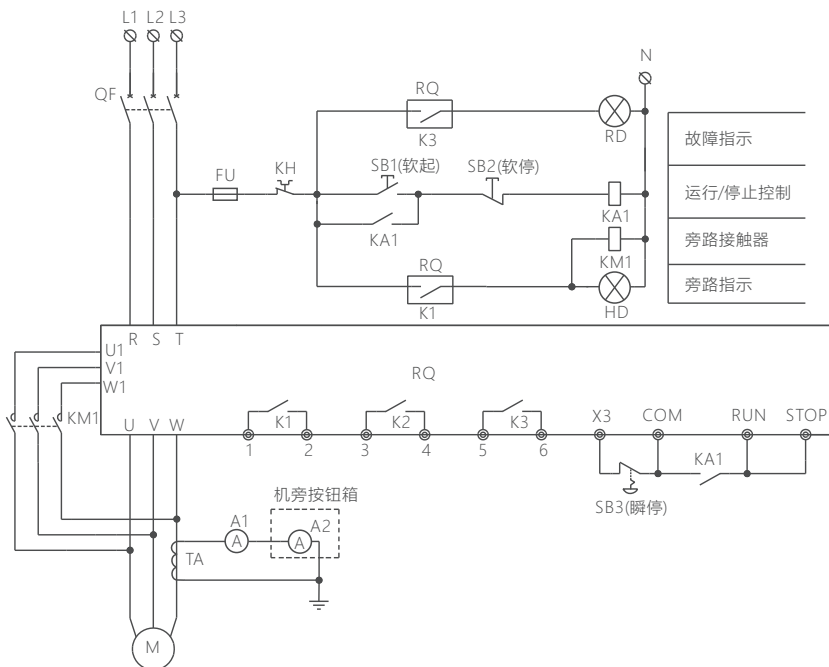 L1 L2 L3
N
QF
RQ
K3
RD
故障指示
FU
KH
SB1(软起)
SB2(软停)
KA1
KA1
运行/停止控制
旁路接触器
RQ
K1
KM1
HD
旁路指示
R S T
U1
V1
W1
RQ
KM1
U V W
K1
K2
K3
X3 COM RUN STOP
1 2 3 4 5 6
KA1
SB3(瞬停)
机旁按钮箱
A1
A2
A
A
TA
M